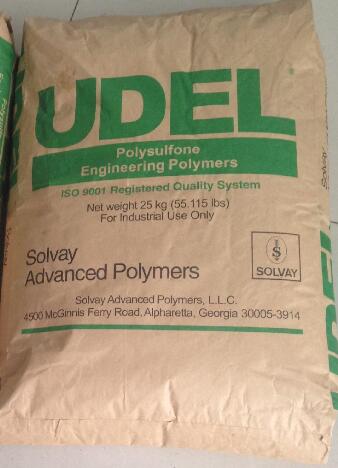 UDEL
Polysulfone
Engineering Polymers
ISO 9001 Registered Quality System
Net weight 25 kg (55.115 lbs)
For Industrial Use Only
Solvay
Advanced Polymers
SOLVAY
Solvay Advanced Polymers, L.L.C.
4500 McGinnis Ferry Road, Alpharetta, Georgia 30005-3914